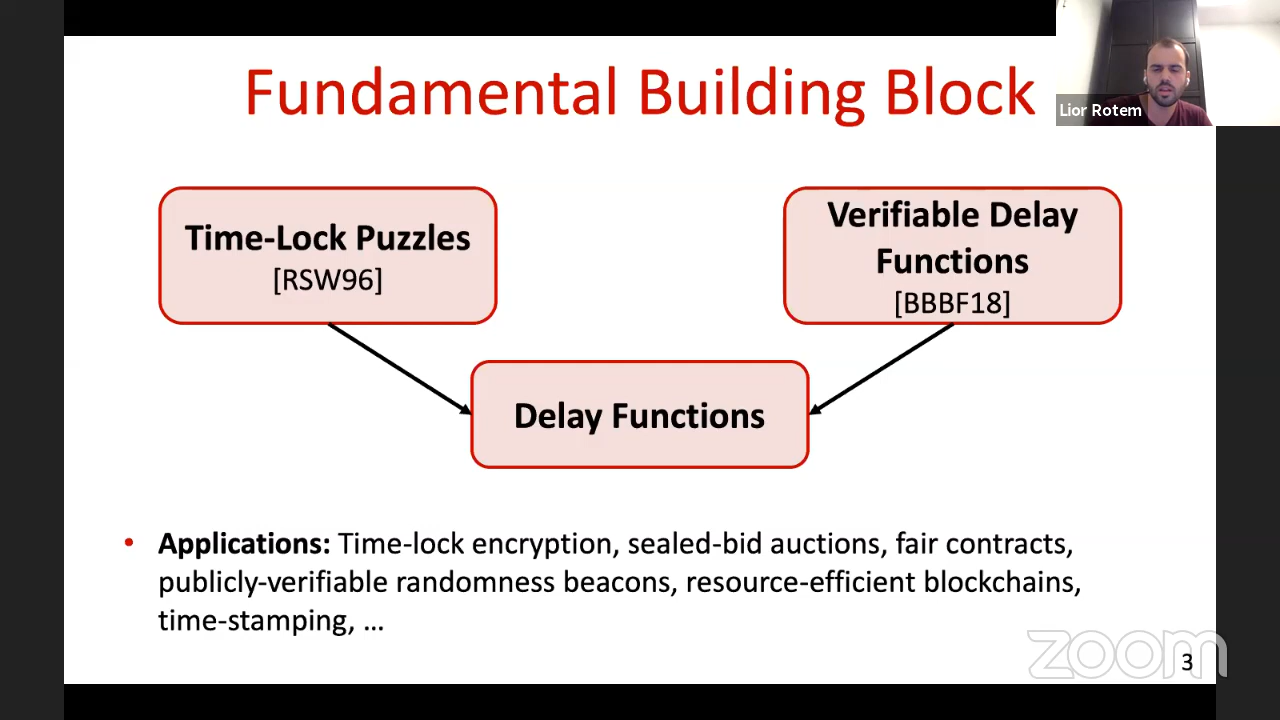 Fundamental Building Block
Lior Rotem
Time-Lock Puzzles
[RSW96]
Verifiable Delay
Functions
[BBBF18]
Delay Functions
• Applications: Time-lock encryption, sealed-bid auctions, fair contracts,
publicly-verifiable randomness beacons, resource-efficient blockchains,
time-stamping, ...
zoom
3